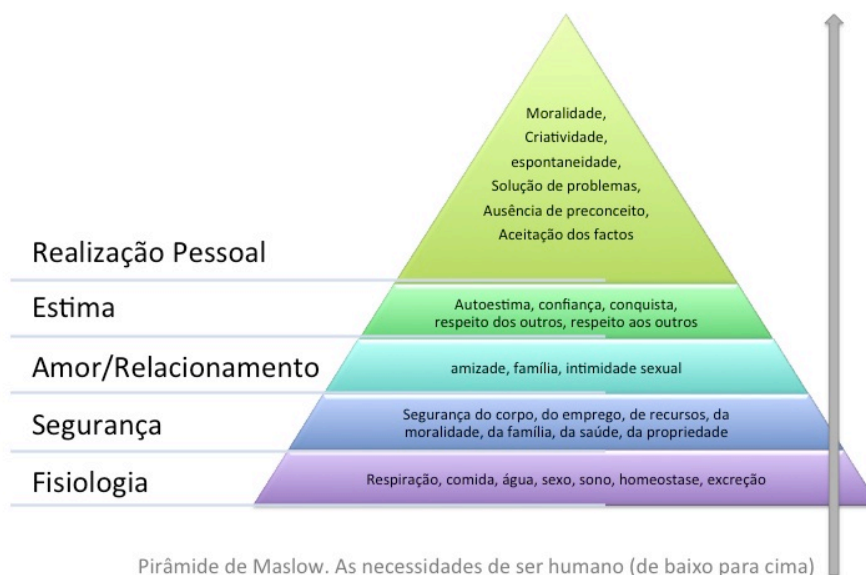 Moralidade,
Criatividade,
espontaneidade,
Solução de problemas,
Ausência de preconceito,
Aceitação dos factos
Realização Pessoal
Estima
Autoestima, confiança, conquista,
respeito dos outros, respeito aos outros
Amor/Relacionamento
amizade, família, intimidade sexual
Segurança
Segurança do corpo, do emprego, de recursos, da
moralidade, da família, da saúde, da propriedade
Fisiologia
Respiração, comida, água, sexo, sono, homeostase, excreção
Pirâmide de Maslow. As necessidades de ser humano (de baixo para cima)